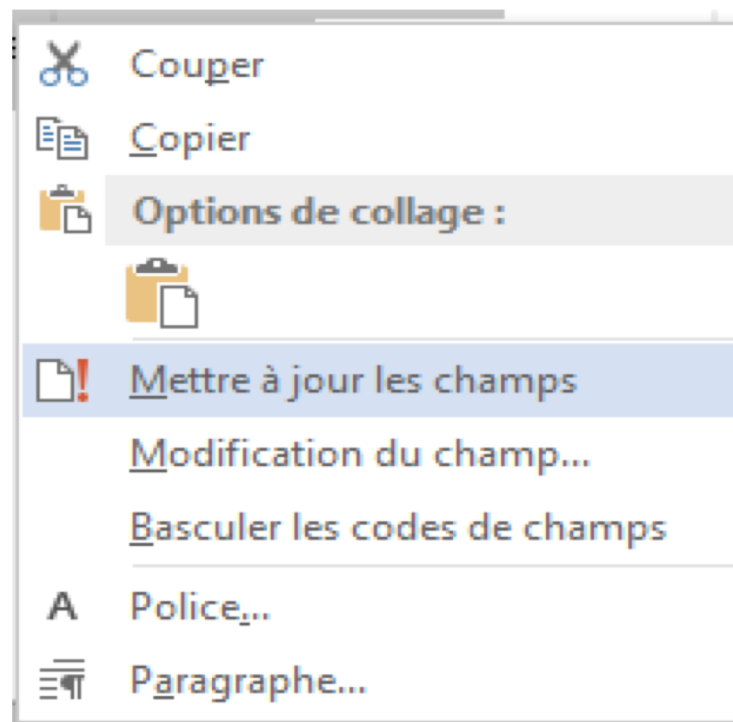 Couper
Copier
Options de collage :
Mettre à jour les champs
Modification du champ...
Basculer les codes de champs
Police...
Paragraphe...